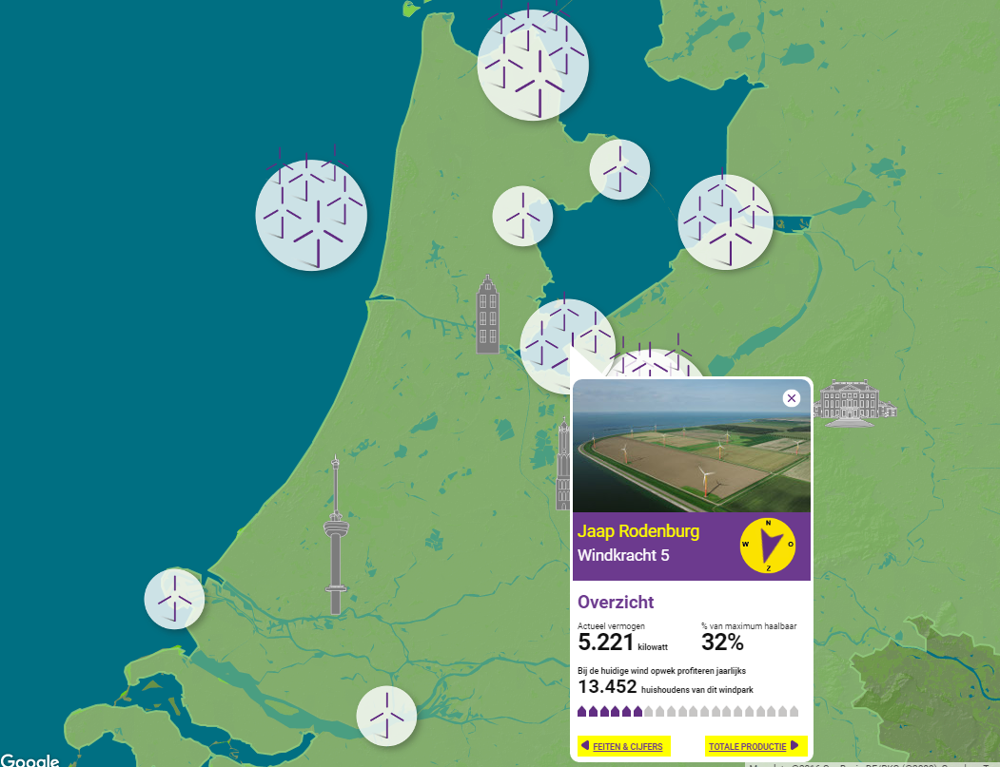 N
W
O
Z
Jaap Rodenburg
Windkracht 5
Overzicht
Actueel vermogen
% van maximum haalbaar
5.221 kilowatt
32%
Bij de huidige wind opwek profiteren jaarlijks
13.452 huishoudens van dit windpark
FEITEN & CIJFERS
TOTALE PRODUCTIE
Google